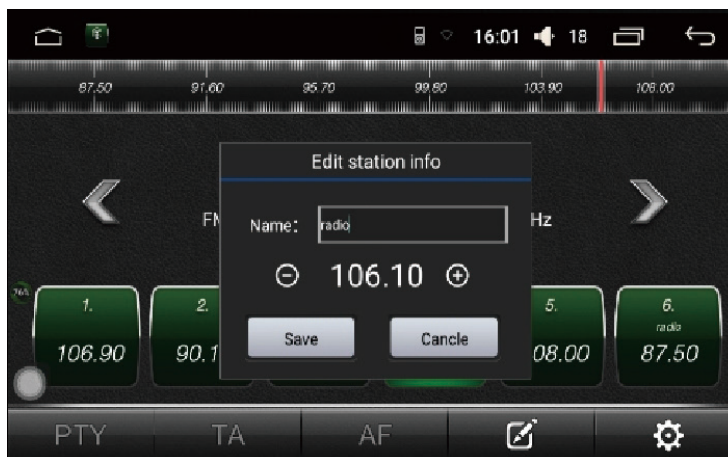 16:01 18
87.50 91.60 95.70 99.80 103.90 108.00
Edit station info
FM Hz
Name: radio
106.10
1. 2. 5. 6.
radio
106.90 90.1 08.00 87.50
Save Cancle
PTY TA AF